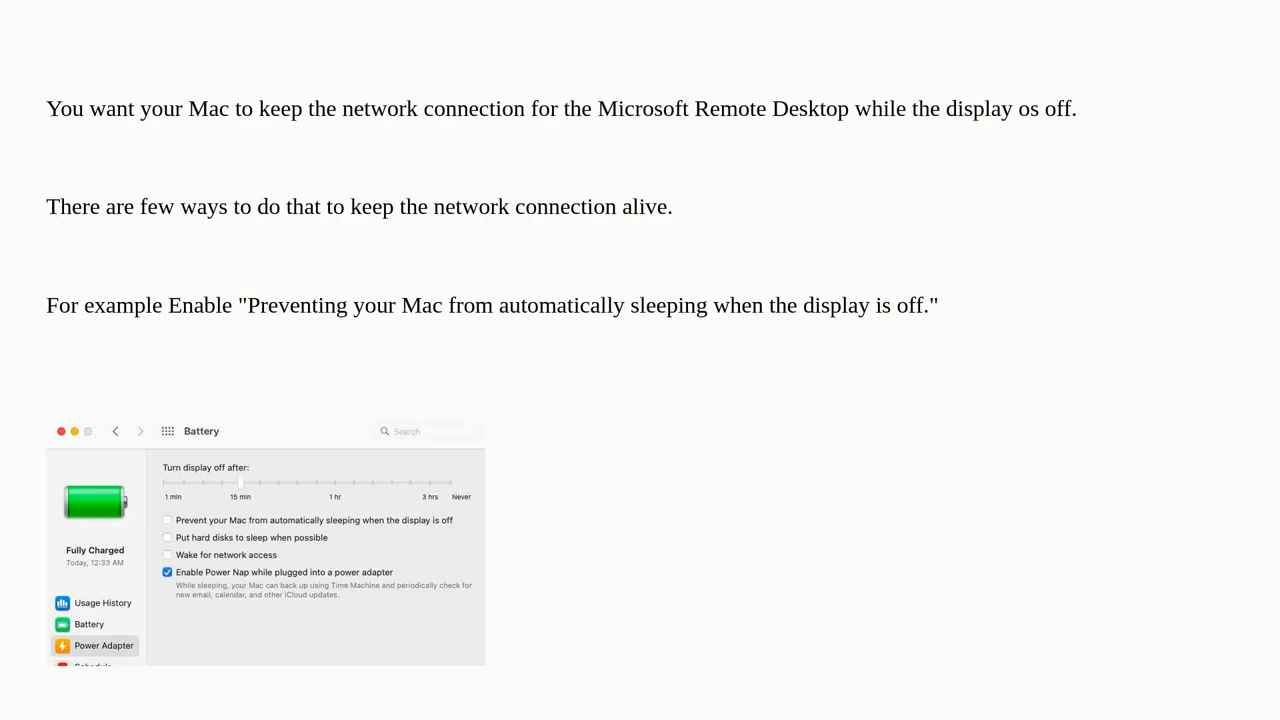 You want your Mac to keep the network connection for the Microsoft Remote Desktop while the display os off.
There are few ways to do that to keep the network connection alive.
For example Enable "Preventing your Mac from automatically sleeping when the display is off."
Battery
Search
Turn display off after:
1 min 15 min 1 hr 3 hrs Never
Prevent your Mac from automatically sleeping when the display is off
Put hard disks to sleep when possible
Wake for network access
Enable Power Nap while plugged into a power adapter
While sleeping, your Mac can back up using Time Machine and periodically check for
new email, calendar, and other iCloud updates.
Fully Charged
Today, 12:33 AM
Usage History
Battery
Power Adapter